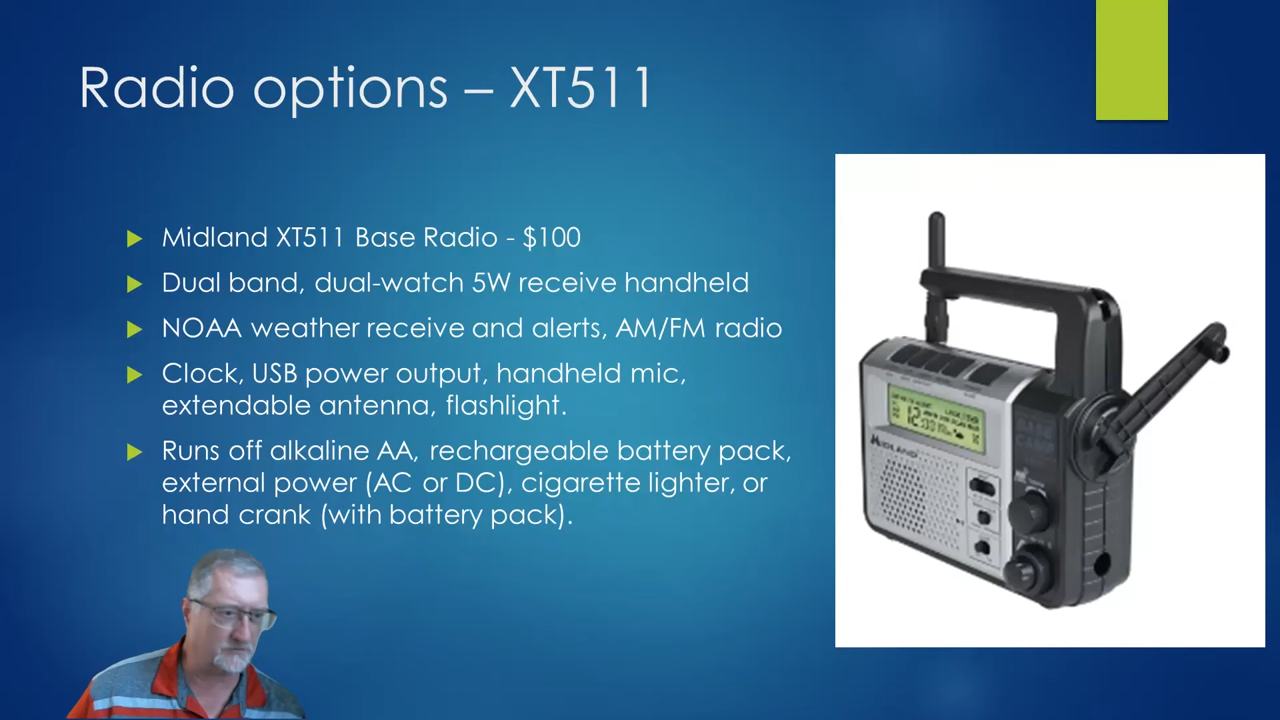 Radio options – XT511
Midland XT511 Base Radio - $100
Dual band, dual-watch 5W receive handheld
NOAA weather receive and alerts, AM/FM radio
Clock, USB power output, handheld mic,
extendable antenna, flashlight.
Runs off alkaline AA, rechargeable battery pack,
external power (AC or DC), cigarette lighter, or
hand crank (with battery pack).
MIDLAND